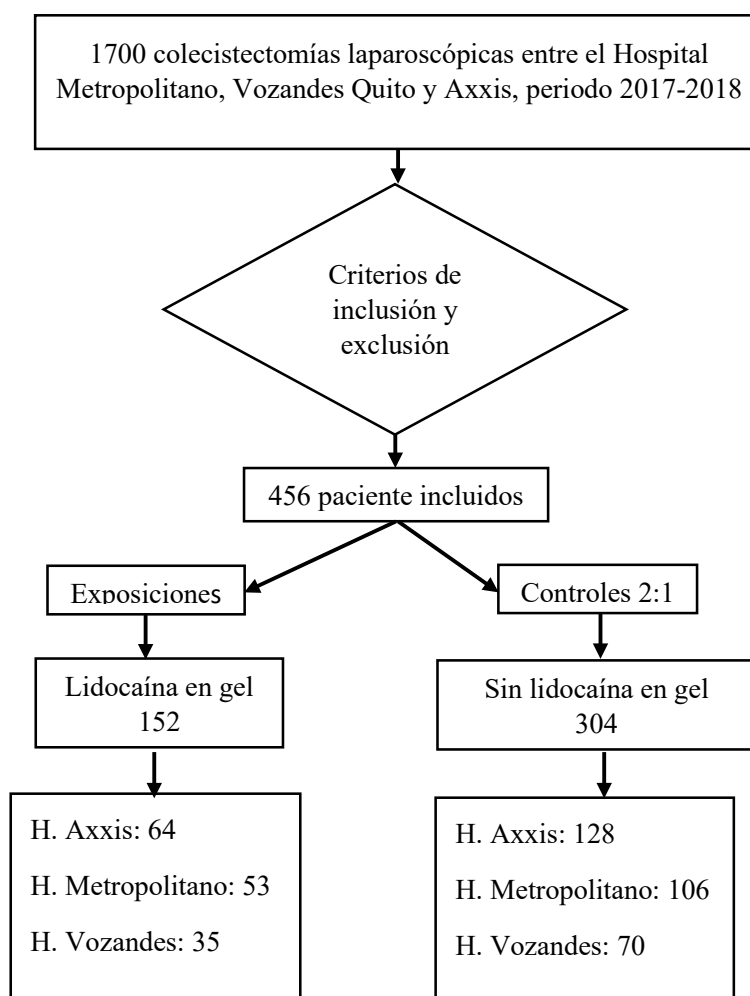 1700 colecistectomías laparoscópicas entre el Hospital
Metropolitano, Vozandes Quito y Axxis, periodo 2017-2018
Criterios de
inclusión y
exclusión
456 paciente incluidos
Exposiciones
Controles 2:1
Lidocaína en gel
152
Sin lidocaína en gel
304
H. Axxis: 64
H. Metropolitano: 53
H. Vozandes: 35
H. Axxis: 128
H. Metropolitano: 106
H. Vozandes: 70